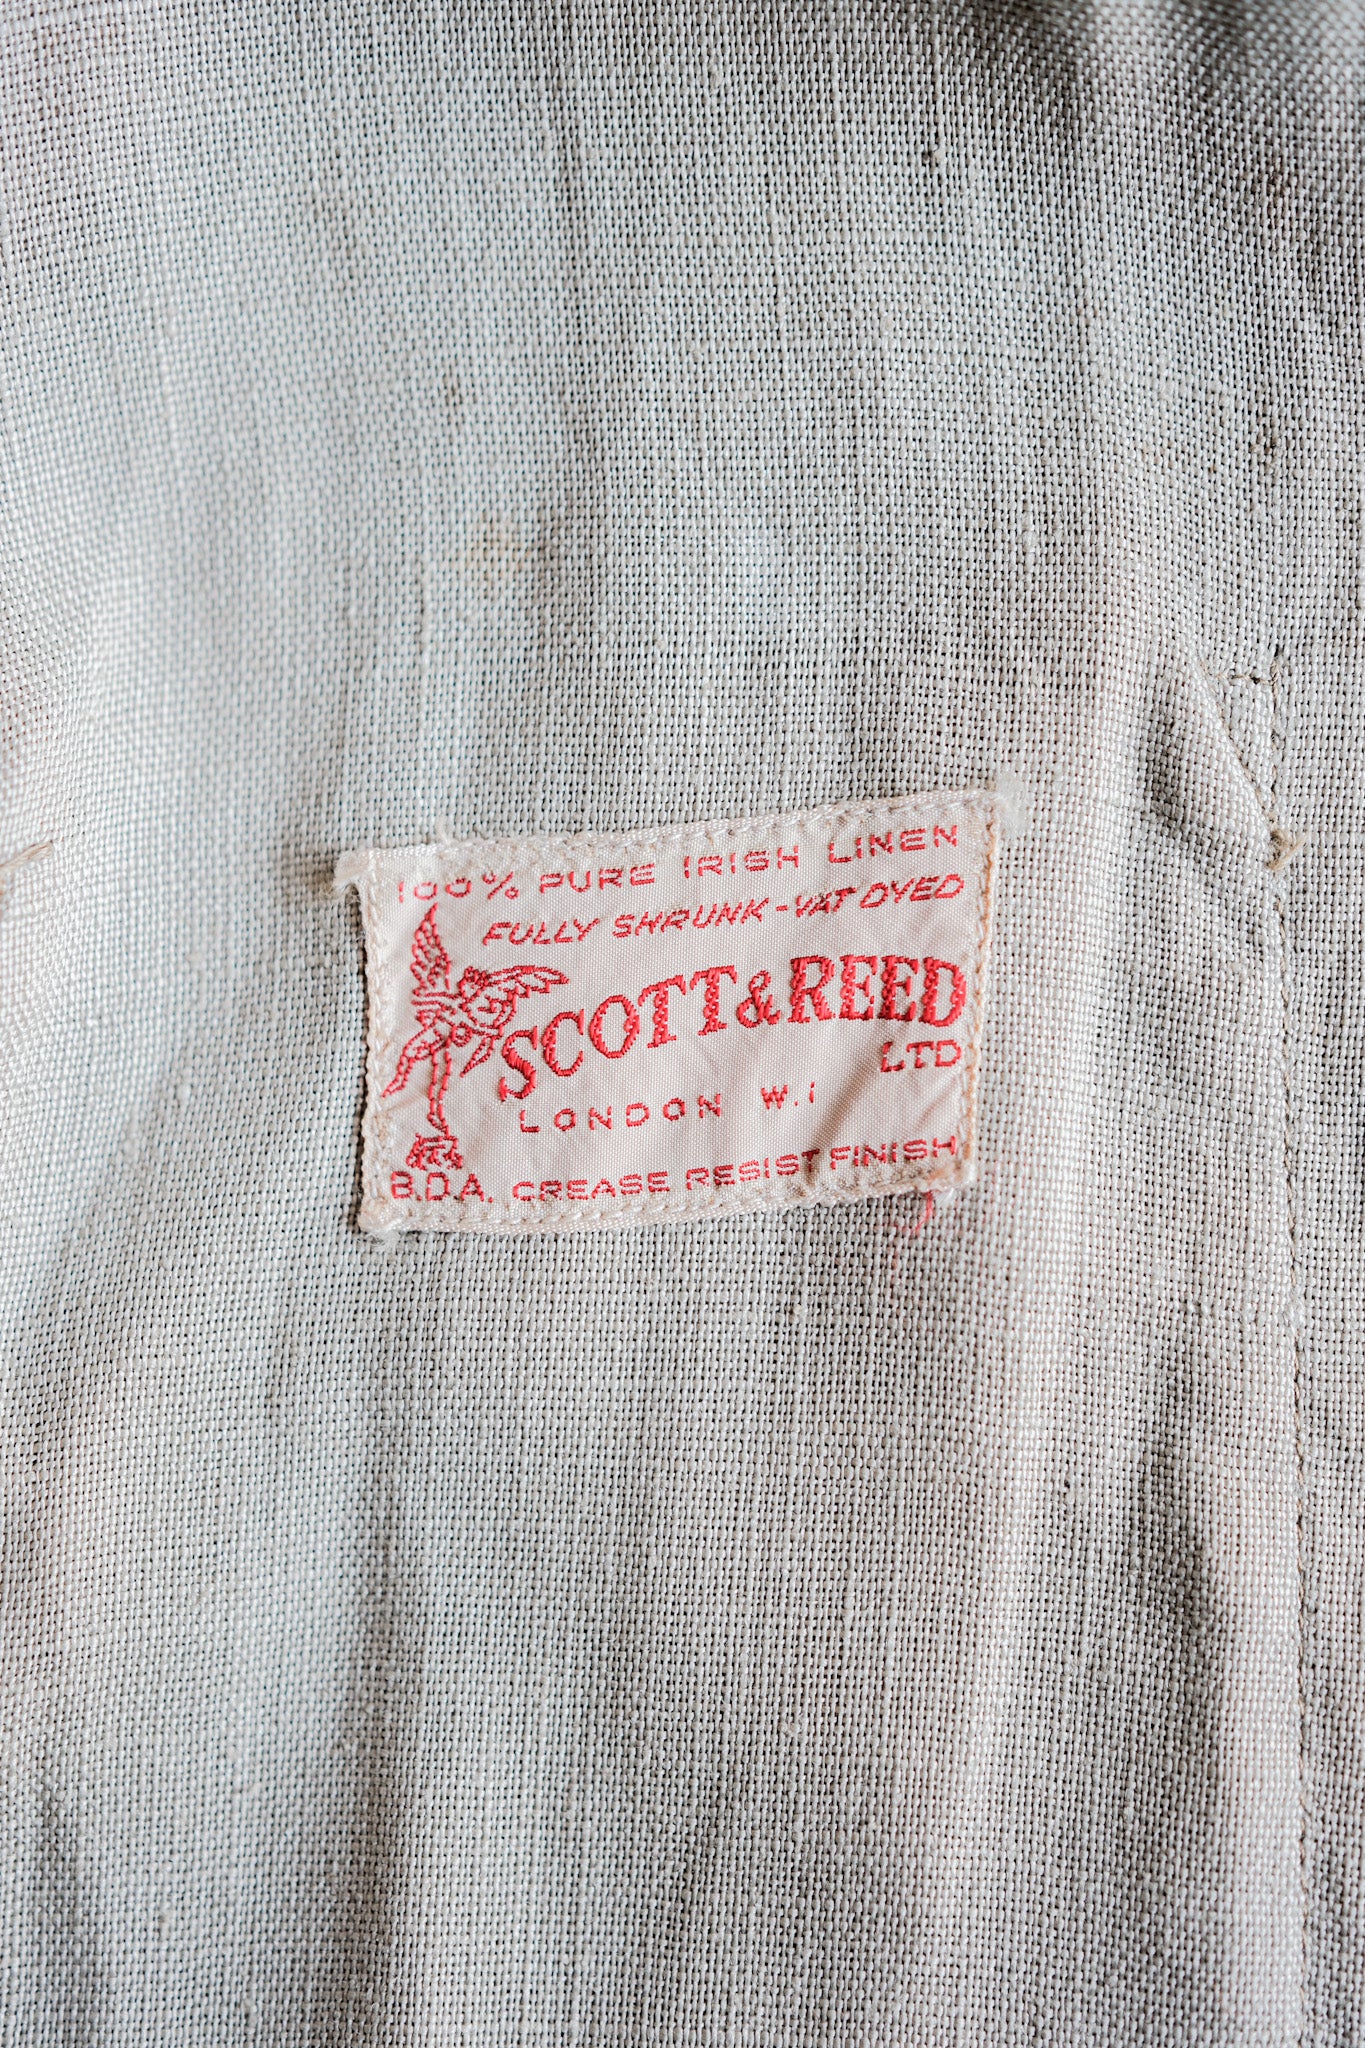 100% PURE IRISH LINEN
FULLY SHRUNK-VAT DYED
SCOTT & REED
LTD
LONDON W.1
B.D.A. CREASE RESIST FINISH